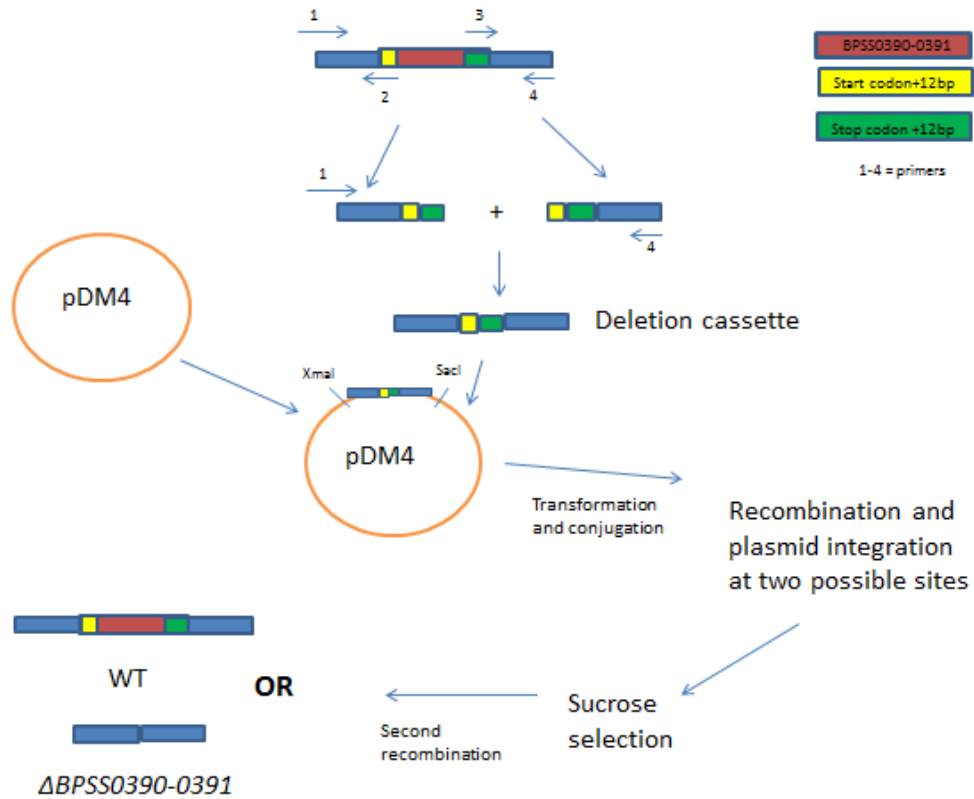 1
3
2
4
BPSS0390-0391
Start codon+12bp
Stop codon +12bp
1-4 = primers
1
+
4
pDM4
Deletion cassette
XmaI
SacI
pDM4
Transformation
and conjugation
Recombination and
plasmid integration
at two possible sites
WT
OR
Second
recombination
Sucrose
selection
ΔBPSS0390-0391